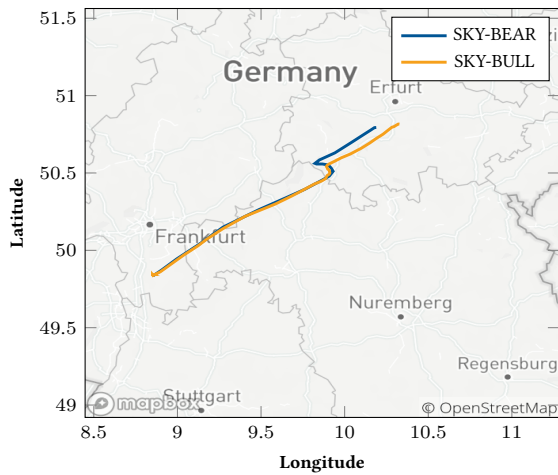 51.5
51
50.5
50
49.5
49
Latitude
SKY-BEAR
SKY-BULL
Germany
Erfurt
Frankfurt
Nuremberg
Regensburg
Stuttgart
mapbox
© OpenStreetMap
8.5 9 9.5 10 10.5 11
Longitude